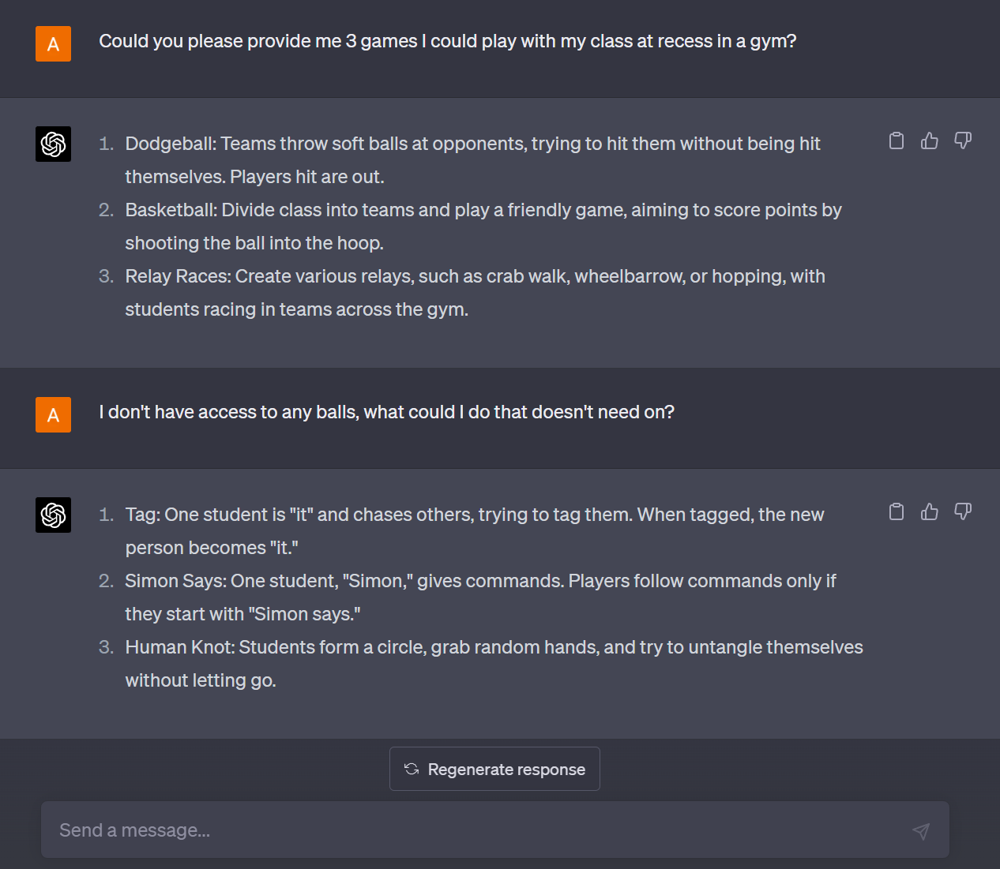 A
Could you please provide me 3 games I could play with my class at recess in a gym?
1. Dodgeball: Teams throw soft balls at opponents, trying to hit them without being hit
themselves. Players hit are out.
2. Basketball: Divide class into teams and play a friendly game, aiming to score points by
shooting the ball into the hoop.
3. Relay Races: Create various relays, such as crab walk, wheelbarrow, or hopping, with
students racing in teams across the gym.
A
I don't have access to any balls, what could I do that doesn't need on?
1. Tag: One student is "it" and chases others, trying to tag them. When tagged, the new
person becomes "it."
2. Simon Says: One student, "Simon," gives commands. Players follow commands only if
they start with "Simon says."
3. Human Knot: Students form a circle, grab random hands, and try to untangle themselves
without letting go.
Regenerate response
Send a message...